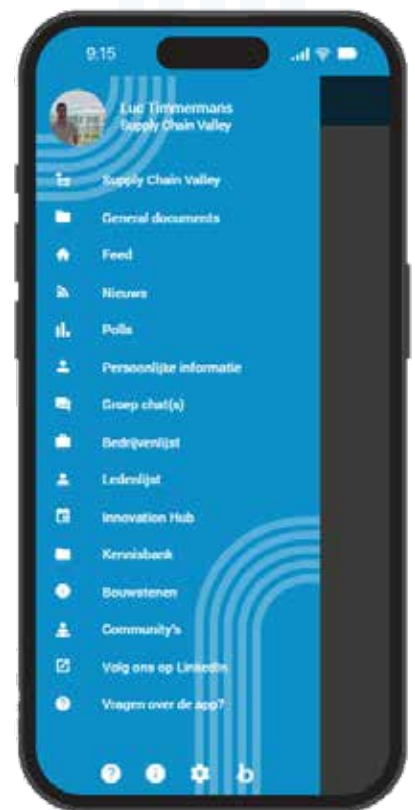 9:15
Luc Timmermans
Supply Chain Valley
Supply Chain Valley
General documents
Feed
Nieuws
Polls
Persoonlijke informatie
Groep chat(s)
Bedrijvenlijst
Ledenlijst
Innovation Hub
Kennisbank
Bouwstenen
Community's
Volg ons op LinkedIn
Vragen over de app?